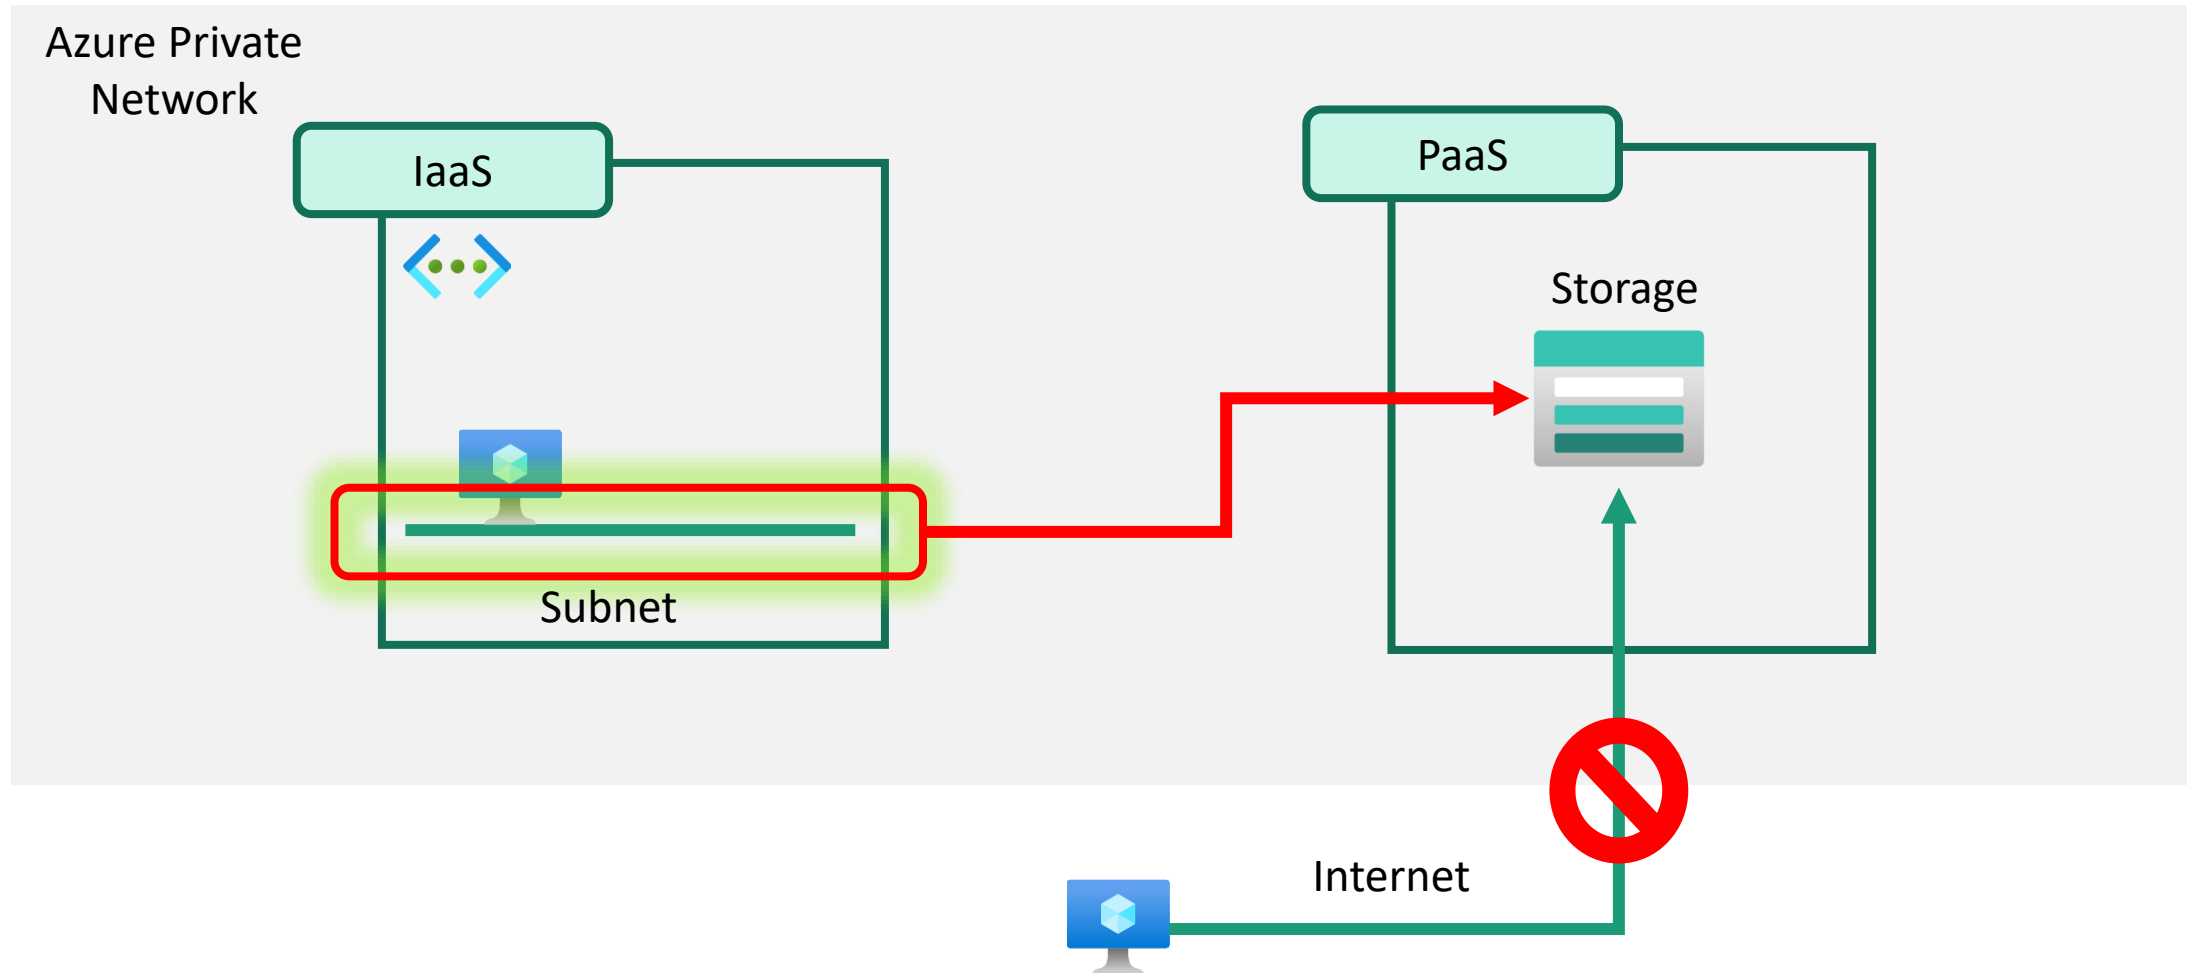 Azure Private
Network
IaaS
PaaS
Storage
Subnet
Internet